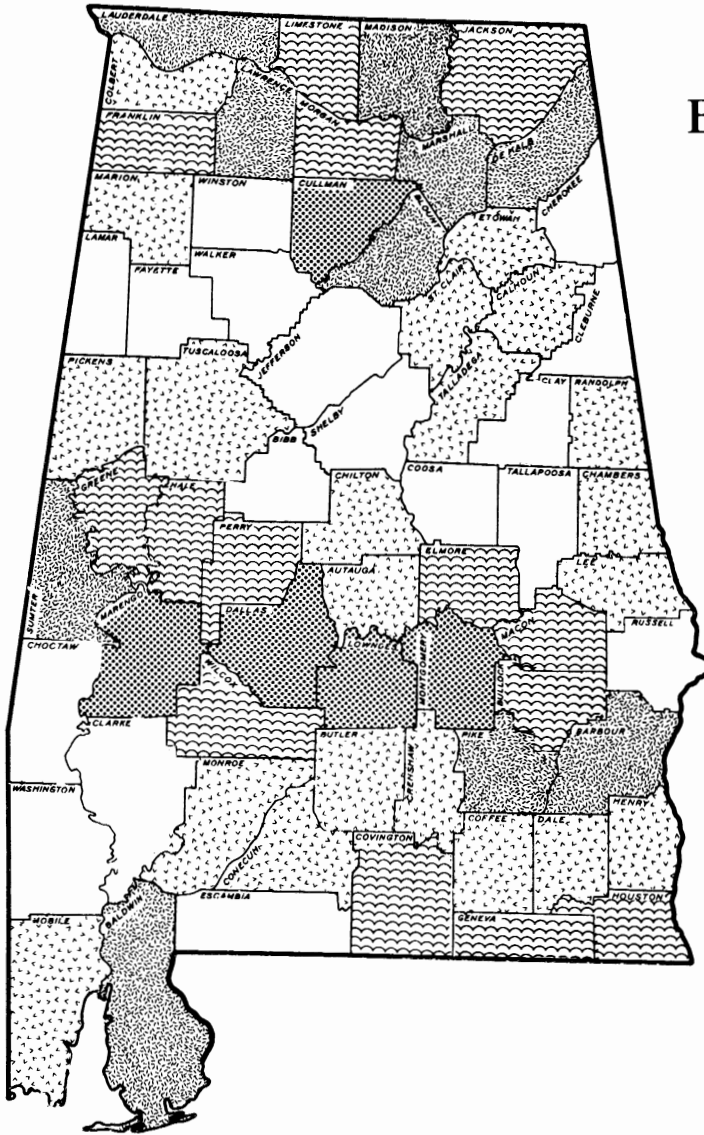 LAUDERDALE
LIMESTONE
MADISON
JACKSON
E
COLBERT
LAWRENCE
MORGAN
FRANKLIN
MARSHALL
DE KALB
MARION
WINSTON
CULLMAN
BLOUNT
ETOWAH
CHEROKEE
LAMAR
FAYETTE
WALKER
ST. CLAIR
CALHOUN
CLEBURNE
JEFFERSON
TUSCALOOSA
PICKENS
TALLADEGA
CLAY
RANDOLPH
SHELBY
BIBB
GREENE
HALE
CHILTON
COOSA
TALLAPOOSA
CHAMBERS
PERRY
ELMORE
LEE
AUTAUGA
SUMTER
MARENGO
DALLAS
LOWNDES
MONTGOMERY
MACON
RUSSELL
CHOCTAW
WILCOX
BULLOCK
CLARKE
BUTLER
CRENSHAW
PIKE
BARBOUR
WASHINGTON
MONROE
HENRY
COFFEE
DALE
CONECUH
COVINGTON
ESCAMBIA
HOUSTON
MOBILE
BALDWIN
GENEVA